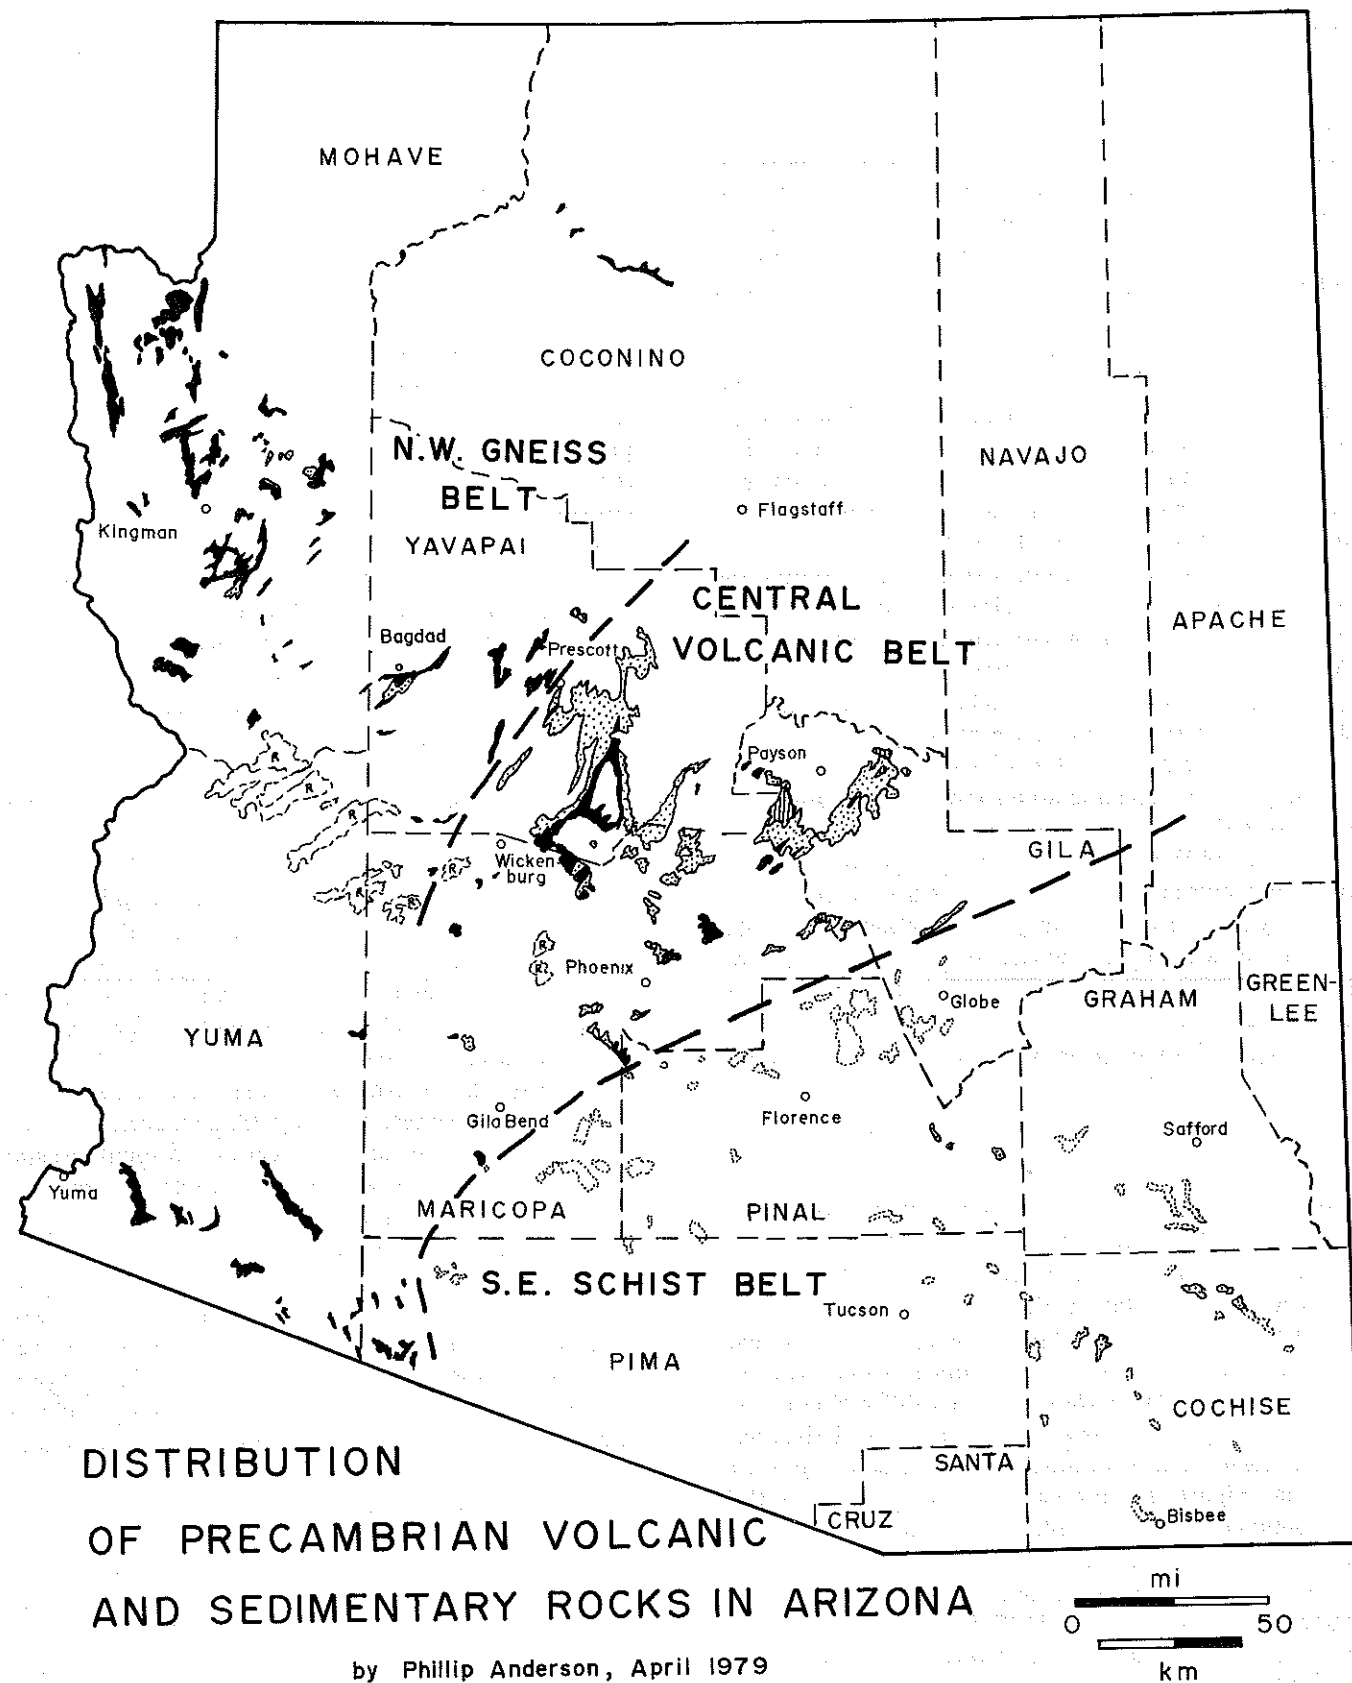 MOHAVE
COCONINO
N.W. GNEISS
BELT
NAVAJO
Flagstaff
Kingman
YAVAPAI
CENTRAL
VOLCANIC BELT
APACHE
Bagdad
Prescott
Payson
R
R
R
GILA
Wicken-
burg
R
R
R
R
R
Phoenix
Globe
GRAHAM
GREEN-
LEE
YUMA
Gila Bend
Florence
Safford
Yuma
MARICOPA
PINAL
S.E. SCHIST BELT
Tucson
PIMA
COCHISE
SANTA
CRUZ
Bisbee
DISTRIBUTION
OF PRECAMBRIAN VOLCANIC
AND SEDIMENTARY ROCKS IN ARIZONA
by Phillip Anderson, April 1979
mi
0 50
km